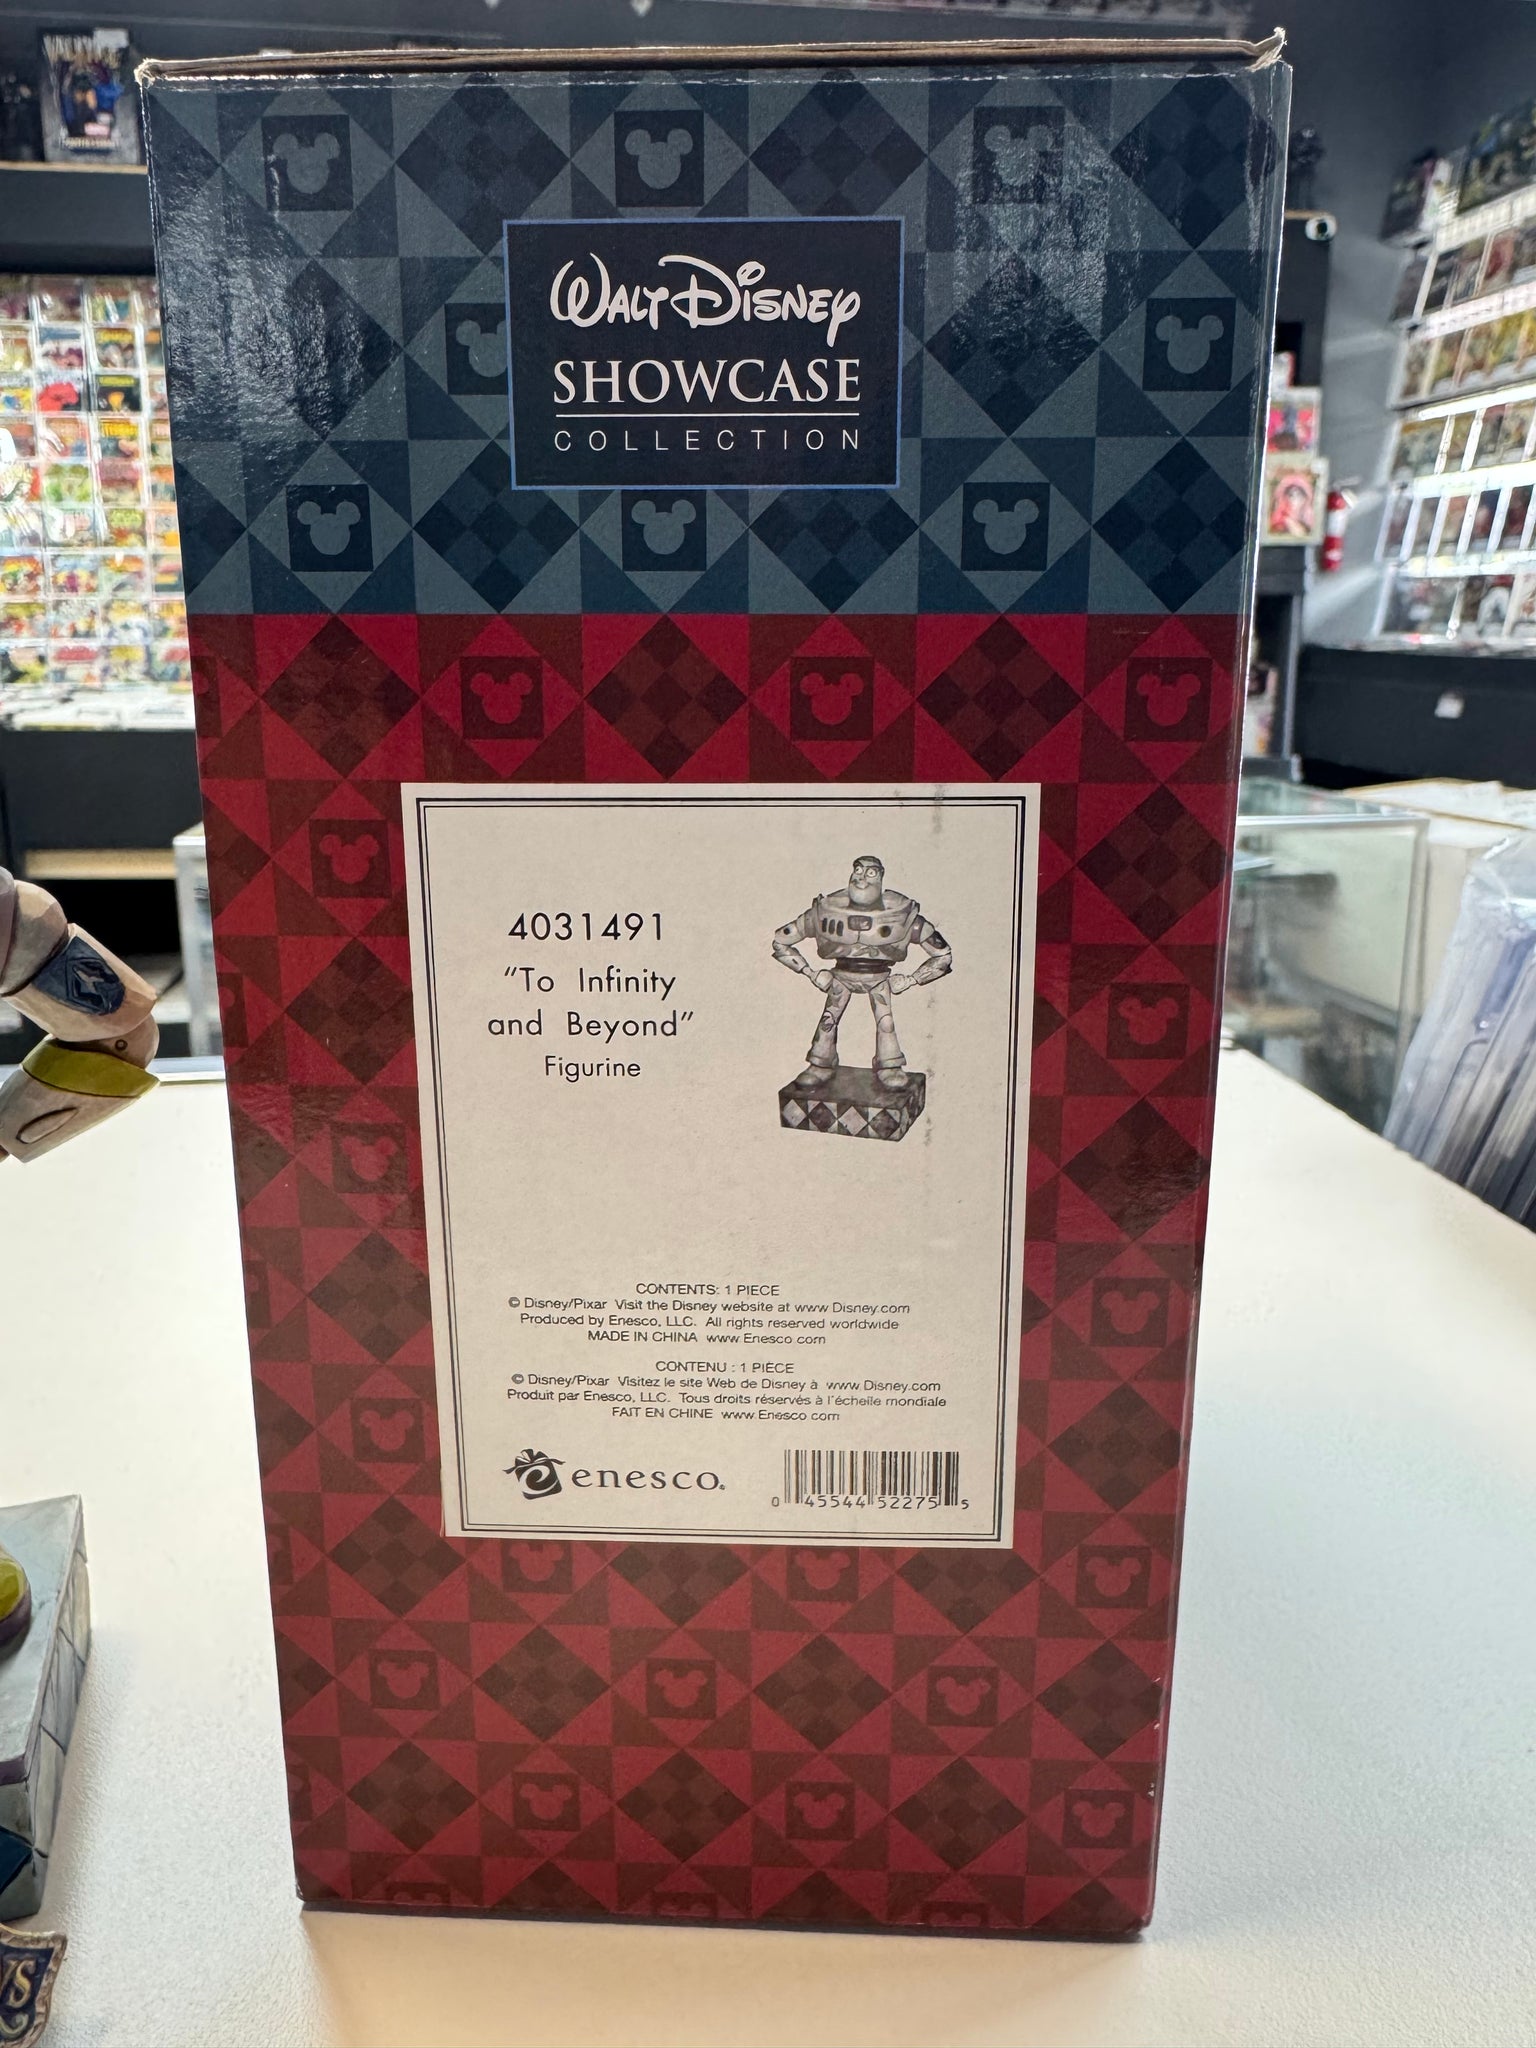 WALT DISNEY
SHOWCASE
COLLECTION
4031491
"To Infinity
and Beyond"
Figurine
CONTENTS: 1 PIECE
© Disney/Pixar Visit the Disney website at www Disney.com
Produced by Enesco, LLC. All rights reserved worldwide
MADE IN CHINA www Enesco com
CONTENU : 1 PIÈCE
© Disney/Pixar Visitez le site Web de Disney à www Disney.com
Produit par Enesco, LLC. Tous droits réservés à l'échelle mondiale
FAIT EN CHINE www Enesco com
enesco.
0 45544 52275 5